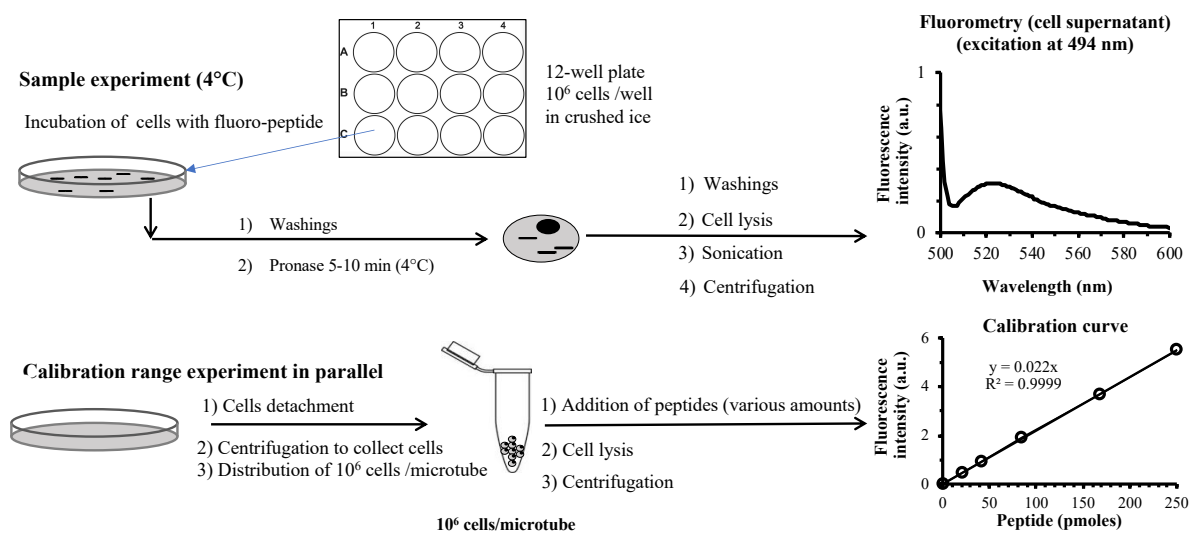 Sample experiment (4°C)
Incubation of cells with fluoro-peptide
1 2 3 4
A
B
C
12-well plate
10⁶ cells /well
in crushed ice
1) Washings
2) Pronase 5-10 min (4°C)
1) Washings
2) Cell lysis
3) Sonication
4) Centrifugation
Fluorometry (cell supernatant)
(excitation at 494 nm)
Fluorescence
intensity (a.u.)
1
0
500 520 540 560 580 600
Wavelength (nm)
Calibration range experiment in parallel
1) Cells detachment
2) Centrifugation to collect cells
3) Distribution of 10⁶ cells /microtube
10⁶ cells/microtube
1) Addition of peptides (various amounts)
2) Cell lysis
3) Centrifugation
Calibration curve
y = 0.022x
R² = 0.9999
Fluorescence
intensity (a.u.)
6
4
2
0
0 50 100 150 200 250
Peptide (pmoles)